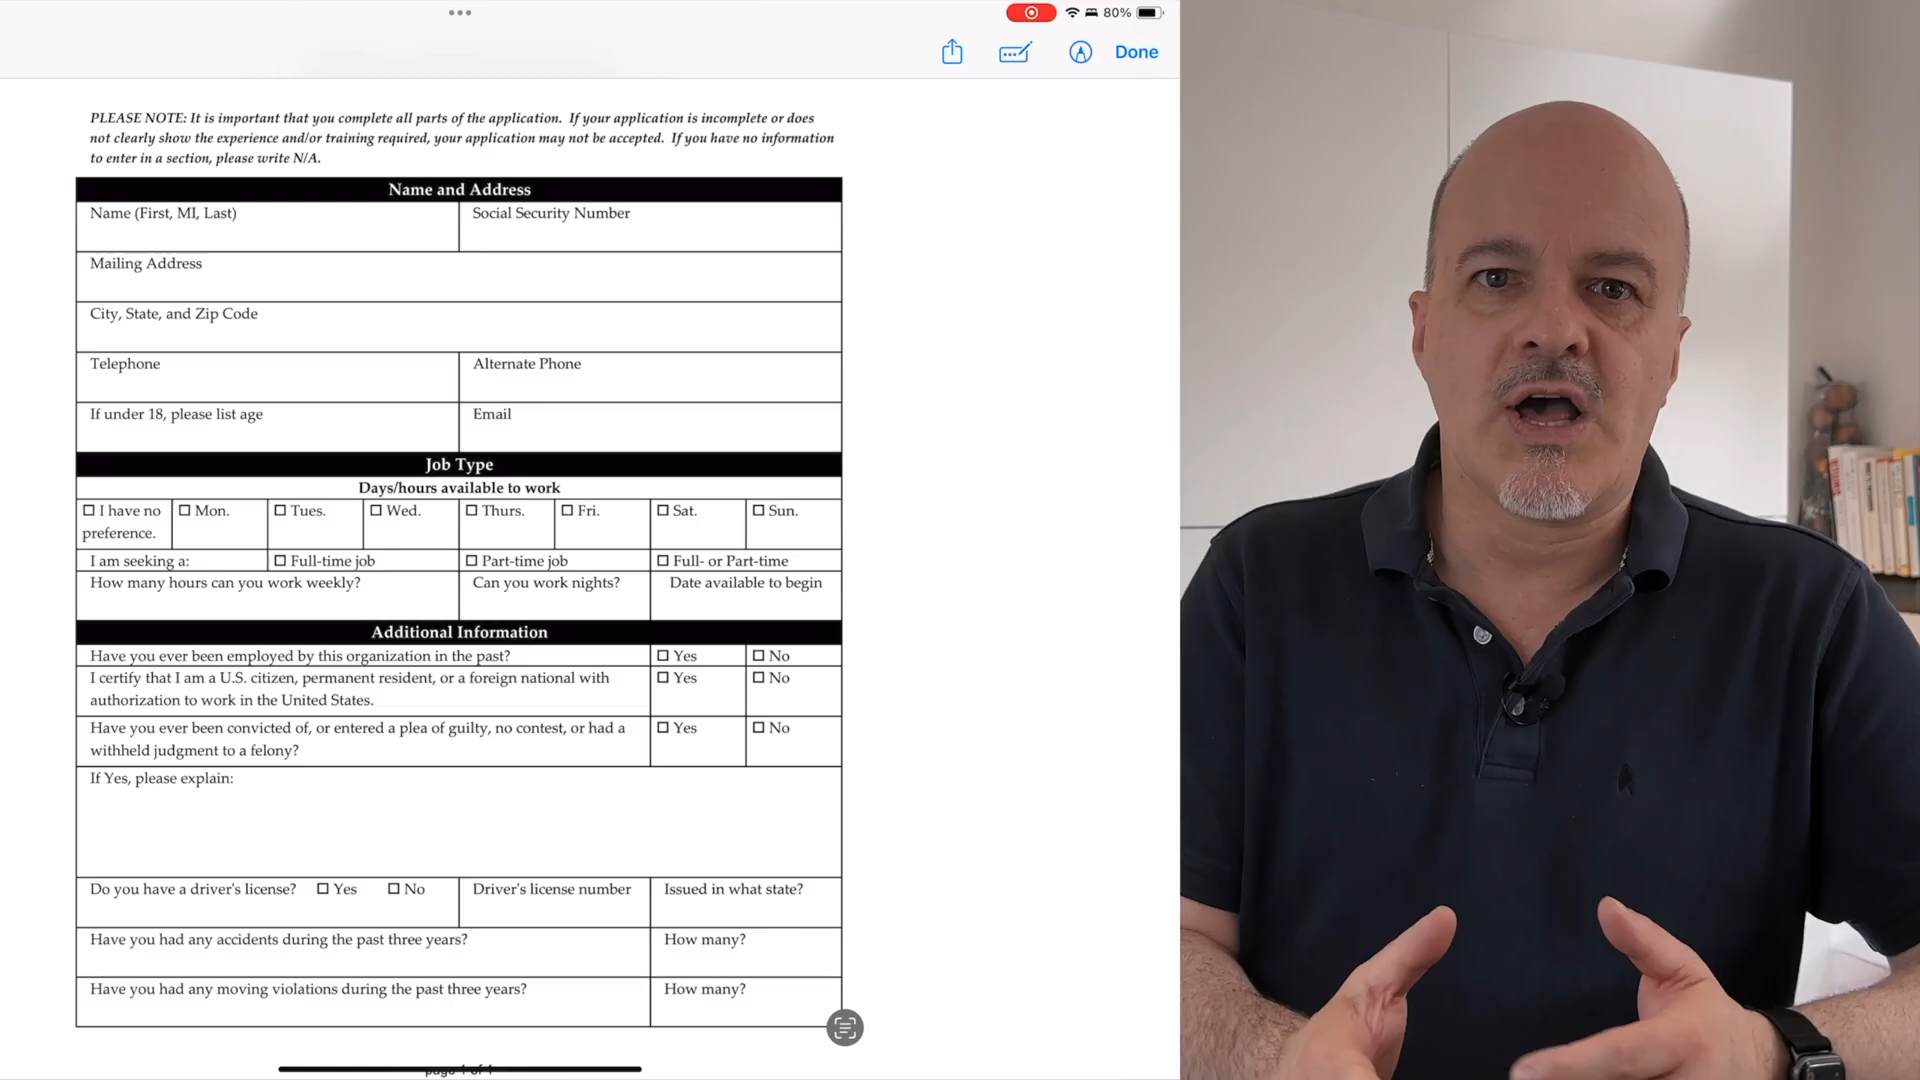 80%
Done
PLEASE NOTE: It is important that you complete all parts of the application. If your application is incomplete or does
not clearly show the experience and/or training required, your application may not be accepted. If you have no information
to enter in a section, please write N/A.
Name and Address
Name (First, MI, Last) Social Security Number
Mailing Address
City, State, and Zip Code
Telephone Alternate Phone
If under 18, please list age Email
Job Type
Days/hours available to work
I have no Mon. Tues. Wed. Thurs. Fri. Sat. Sun.
preference.
I am seeking a: Full-time job Part-time job Full- or Part-time
How many hours can you work weekly? Can you work nights? Date available to begin
Additional Information
Have you ever been employed by this organization in the past? Yes No
I certify that I am a U.S. citizen, permanent resident, or a foreign national with Yes No
authorization to work in the United States.
Have you ever been convicted of, or entered a plea of guilty, no contest, or had a Yes No
withheld judgment to a felony?
If Yes, please explain:
Do you have a driver's license? Yes No Driver's license number Issued in what state?
Have you had any accidents during the past three years? How many?
Have you had any moving violations during the past three years? How many?